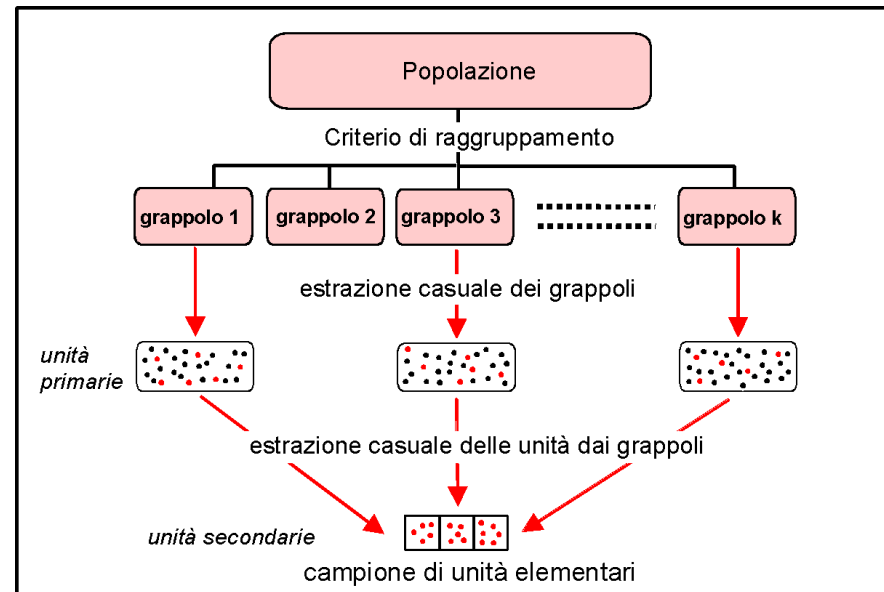 Popolazione
Criterio di raggruppamento
grappolo 1
grappolo 2
grappolo 3
grappolo k
estrazione casuale dei grappoli
unità
primarie
estrazione casuale delle unità dai grappoli
unità secondarie
campione di unità elementari